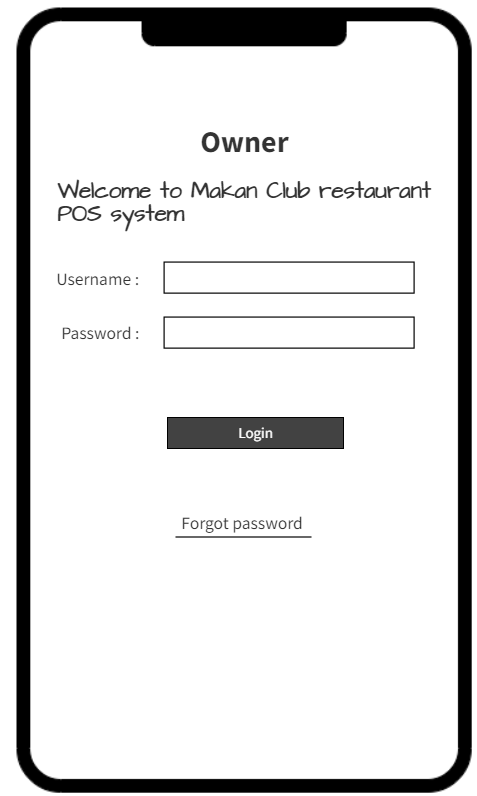 Owner
Welcome to Makan Club restaurant
POS system
Username :
Password :
Login
Forgot password